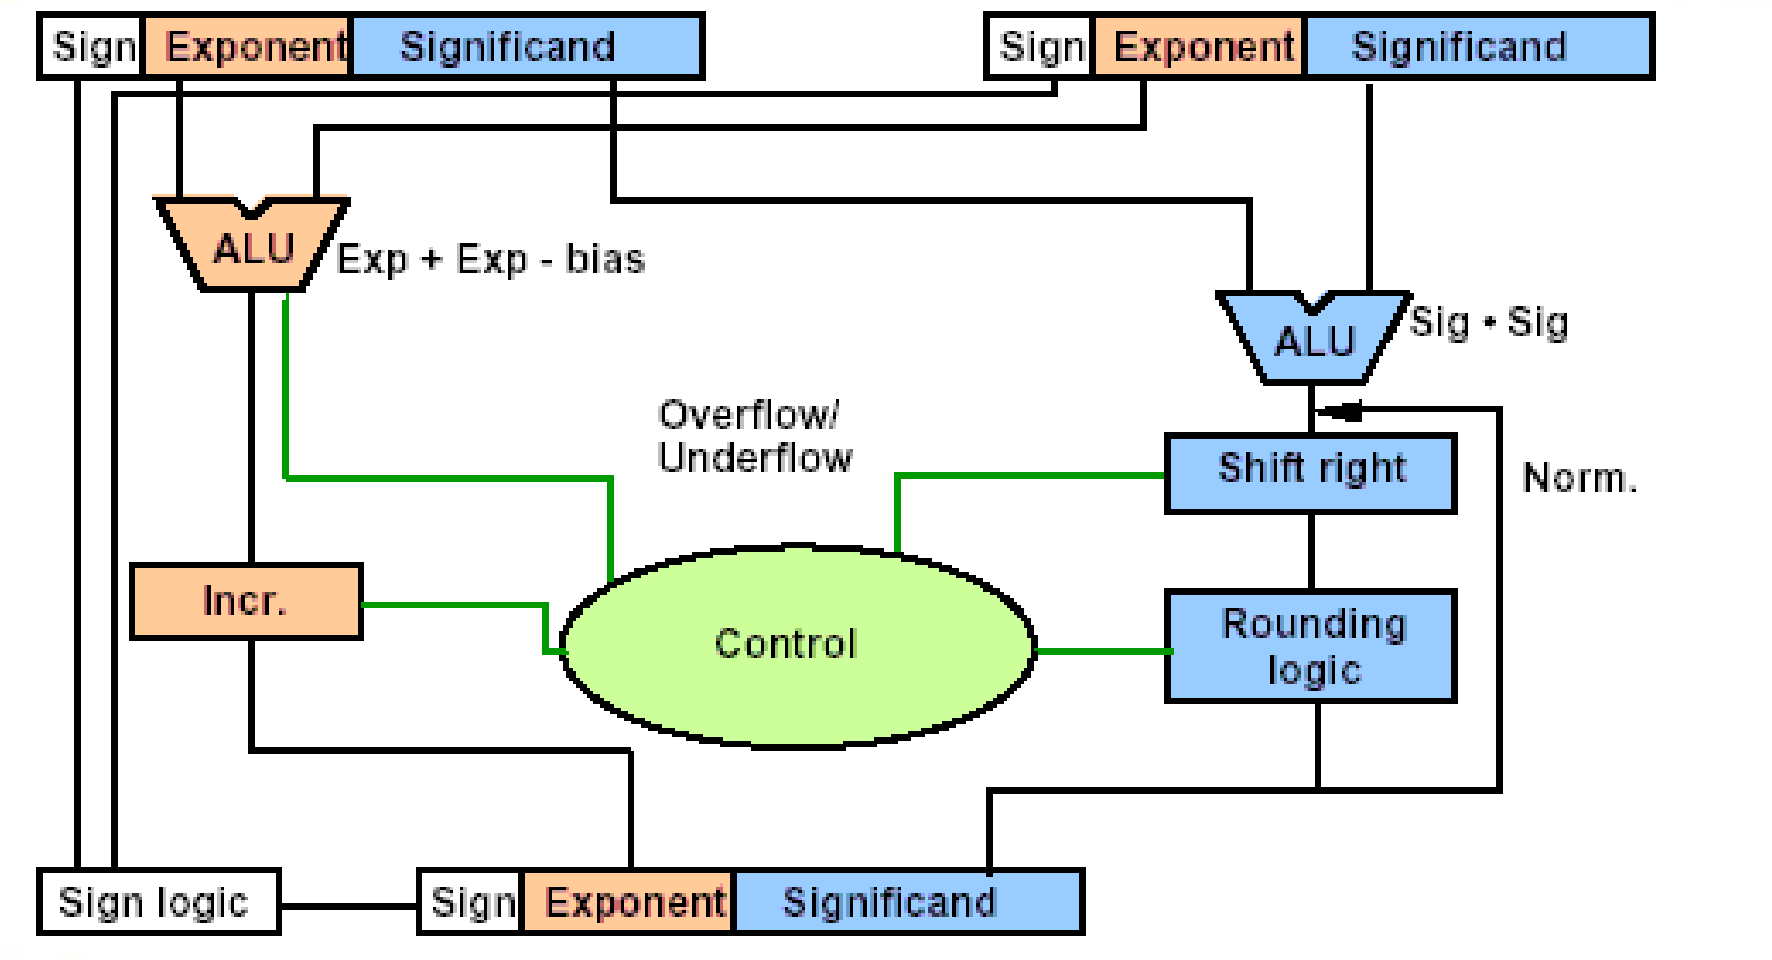 Sign Exponent Significand
Sign Exponent Significand
ALU
Exp + Exp - bias
ALU
Sig • Sig
Overflow/
Underflow
Shift right
Norm.
Incr.
Control
Rounding
logic
Sign logic
Sign Exponent Significand